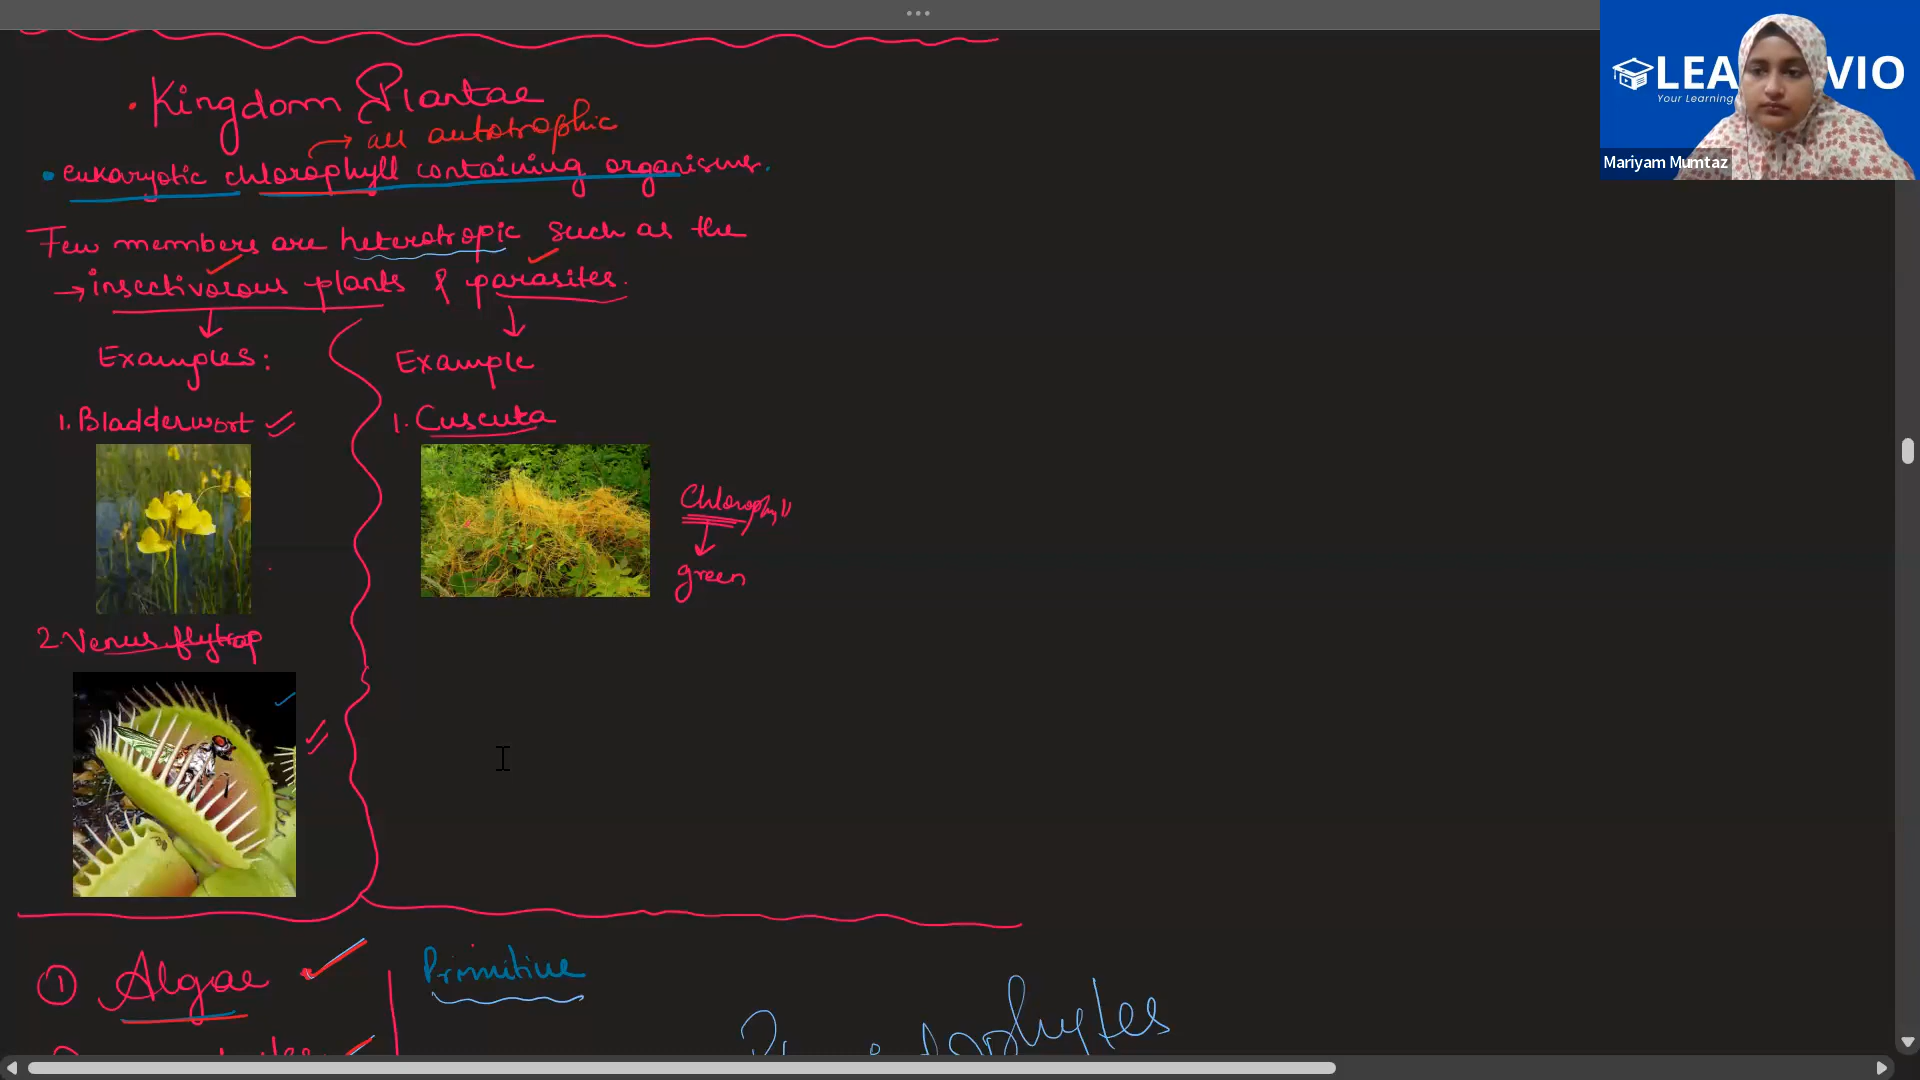 LEA VIO
Your Learning
Mariyam Mumtaz
• Kingdom Plantae
→ all autotrophic
• eukaryotic chlorophyll containing organisms.
Few members are heterotropic such as the
→ insectivorous plants & parasites.
Examples:
Example
1. Bladderwort
1. Cuscuta
Chlorophyll
green
2. Venus flytrap
① Algae
Primitive